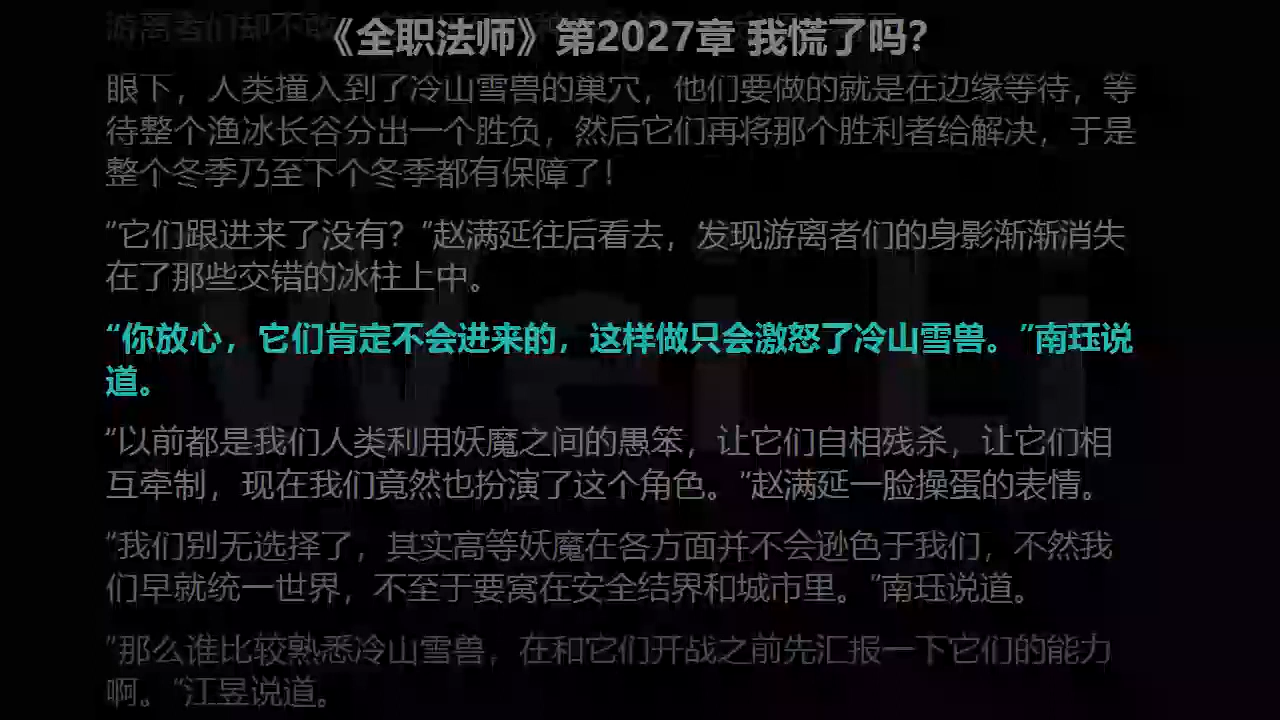 《全职法师》第2027章 我慌了吗？
游离者们却不敢
眼下，人类撞入到了冷山雪兽的巢穴，他们要做的就是在边缘等待，等
待整个渔冰长谷分出一个胜负，然后它们再将那个胜利者给解决，于是
整个冬季乃至下个冬季都有保障了！
“它们跟进来了没有？”赵满延往后看去，发现游离者们的身影渐渐消失
在了那些交错的冰柱上中。
“你放心，它们肯定不会进来的，这样做只会激怒了冷山雪兽。”南珏说
道。
“以前都是我们人类利用妖魔之间的愚笨，让它们自相残杀，让它们相
互牵制，现在我们竟然也扮演了这个角色。”赵满延一脸操蛋的表情。
“我们别无选择了，其实高等妖魔在各方面并不会逊色于我们，不然我
们早就统一世界，不至于要窝在安全结界和城市里。”南珏说道。
“那么谁比较熟悉冷山雪兽，在和它们开战之前先汇报一下它们的能力
啊。”江昱说道。
Wei Li